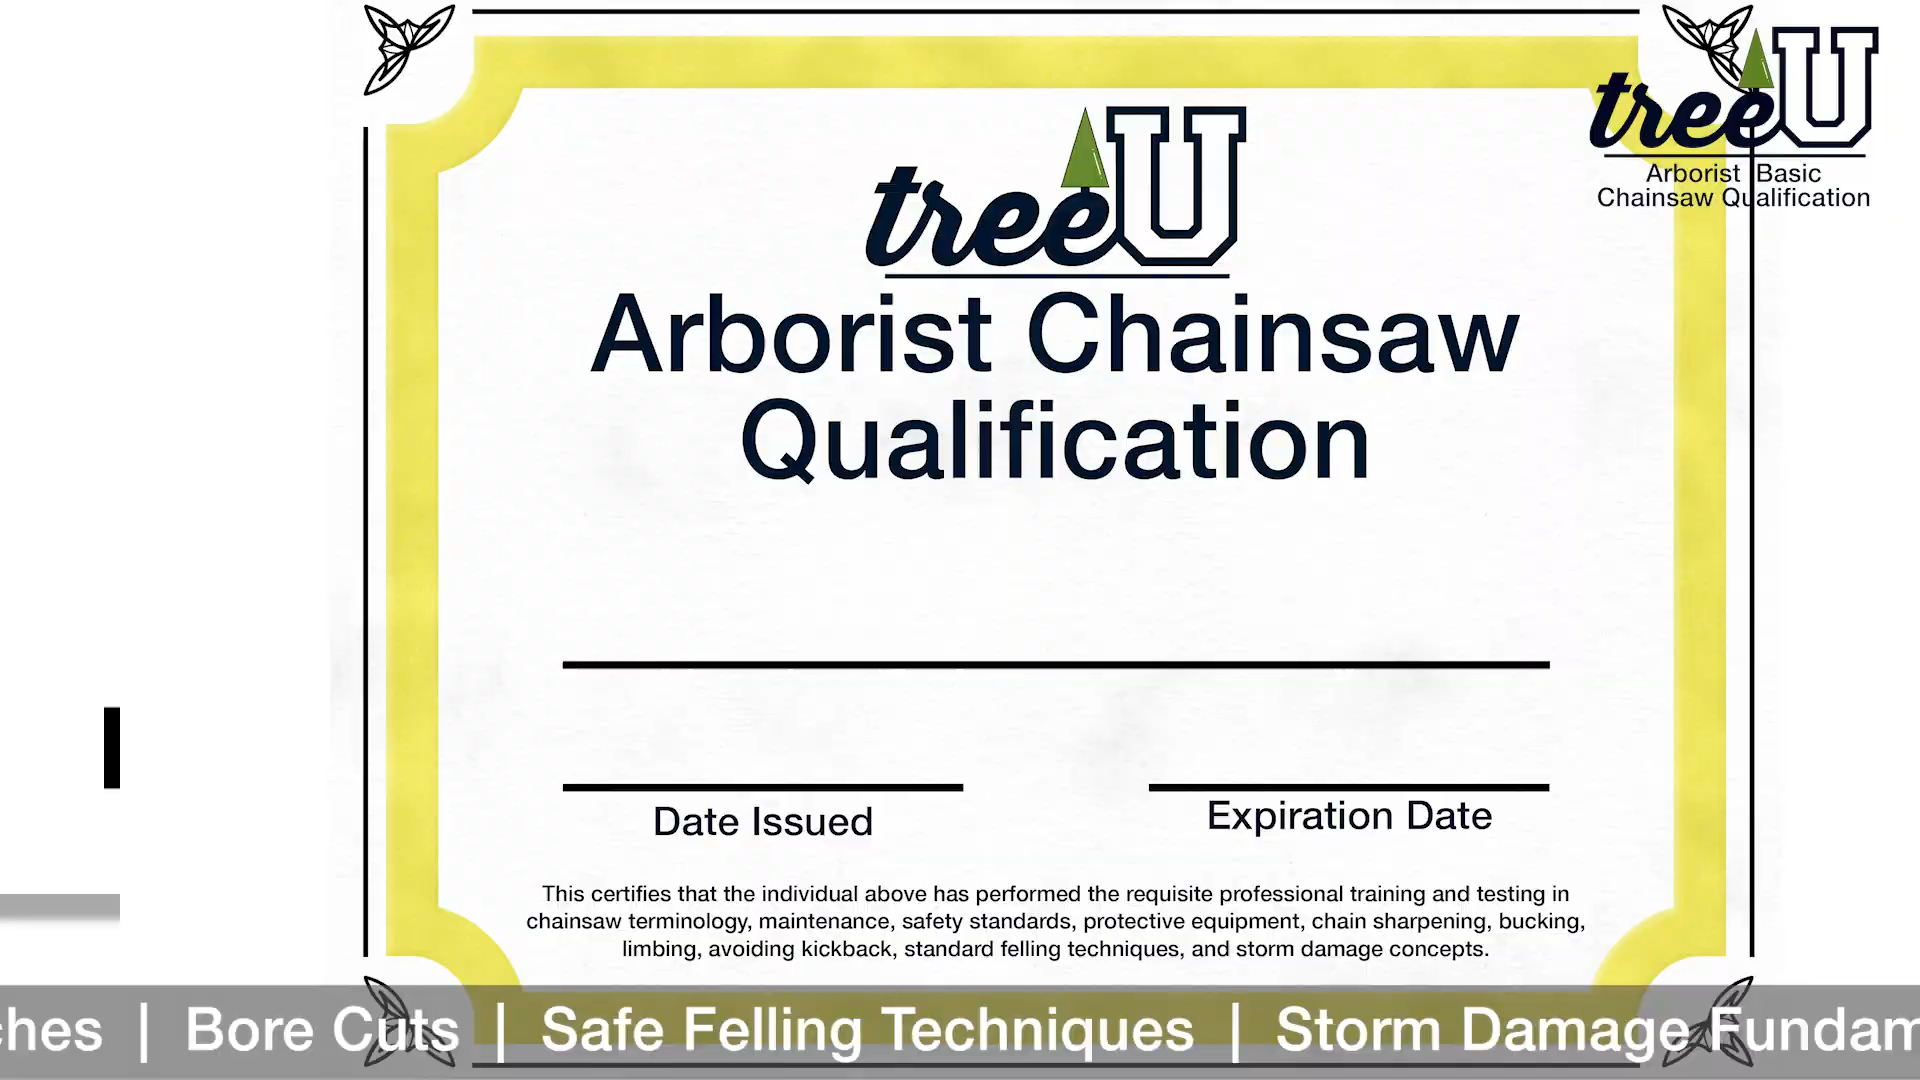 treeU
Arborist Basic
Chainsaw Qualification
treeU
Arborist Chainsaw
Qualification
Date Issued
Expiration Date
This certifies that the individual above has performed the requisite professional training and testing in
chainsaw terminology, maintenance, safety standards, protective equipment, chain sharpening, bucking,
limbing, avoiding kickback, standard felling techniques, and storm damage concepts.
ches | Bore Cuts | Safe Felling Techniques | Storm Damage Fundam